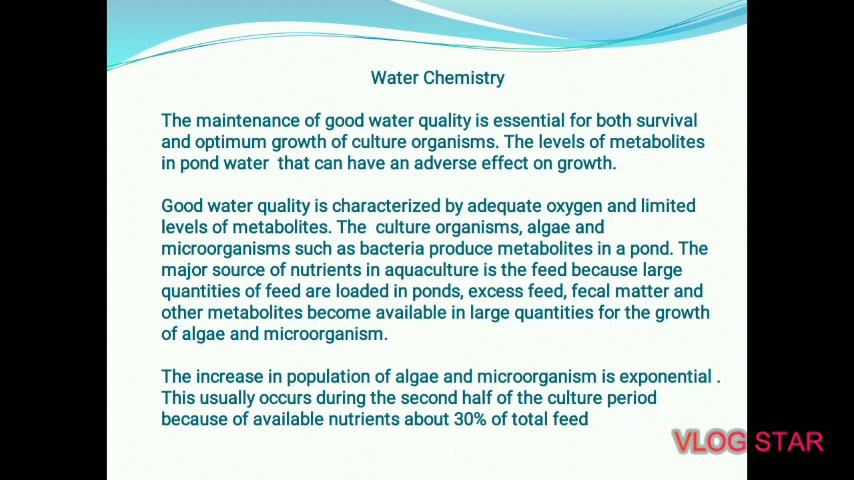 Water Chemistry
The maintenance of good water quality is essential for both survival
and optimum growth of culture organisms. The levels of metabolites
in pond water that can have an adverse effect on growth.
Good water quality is characterized by adequate oxygen and limited
levels of metabolites. The culture organisms, algae and
microorganisms such as bacteria produce metabolites in a pond. The
major source of nutrients in aquaculture is the feed because large
quantities of feed are loaded in ponds, excess feed, fecal matter and
other metabolites become available in large quantities for the growth
of algae and microorganism.
The increase in population of algae and microorganism is exponential .
This usually occurs during the second half of the culture period
because of available nutrients about 30% of total feed
VLOG STAR